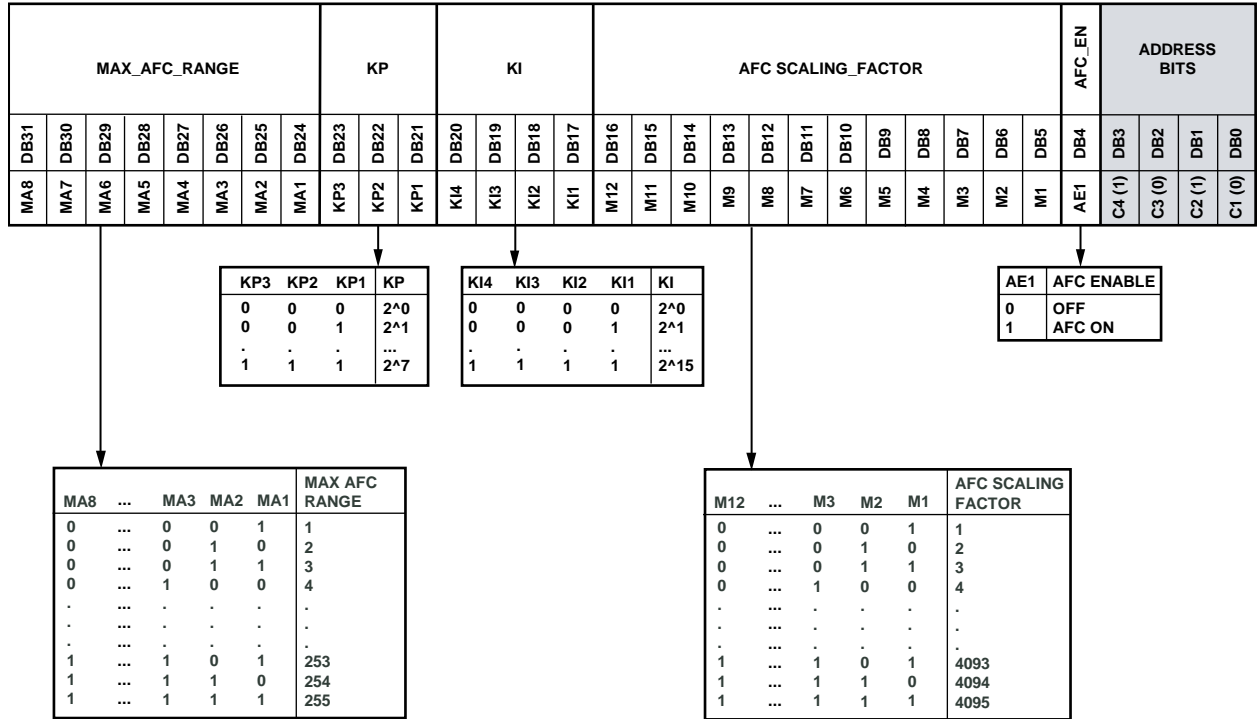 MAX_AFC_RANGE KP KI AFC SCALING_FACTOR AFC_EN ADDRESS BITS
DB31 DB30 DB29 DB28 DB27 DB26 DB25 DB24 DB23 DB22 DB21 DB20 DB19 DB18 DB17 DB16 DB15 DB14 DB13 DB12 DB11 DB10 DB9 DB8 DB7 DB6 DB5 DB4 DB3 DB2 DB1 DB0
MA8 MA7 MA6 MA5 MA4 MA3 MA2 MA1 KP3 KP2 KP1 KI4 KI3 KI2 KI1 M12 M11 M10 M9 M8 M7 M6 M5 M4 M3 M2 M1 AE1 C4 (1) C3 (0) C2 (1) C1 (0)
KP3 KP2 KP1 KP
0 0 0 2^0
0 0 1 2^1
. . . ...
1 1 1 2^7
KI4 KI3 KI2 KI1 KI
0 0 0 0 2^0
0 0 0 1 2^1
. . . . ...
1 1 1 1 2^15
AE1 AFC ENABLE
0 OFF
1 AFC ON
MA8 ... MA3 MA2 MA1 MAX AFC RANGE
0 ... 0 0 1 1
0 ... 0 1 0 2
0 ... 0 1 1 3
0 ... 1 0 0 4
. ... . . . .
. ... . . . .
. ... . . . .
1 ... 1 0 1 253
1 ... 1 1 0 254
1 ... 1 1 1 255
M12 ... M3 M2 M1 AFC SCALING FACTOR
0 ... 0 0 1 1
0 ... 0 1 0 2
0 ... 0 1 1 3
0 ... 1 0 0 4
. ... . . . .
. ... . . . .
. ... . . . .
1 ... 1 0 1 4093
1 ... 1 1 0 4094
1 ... 1 1 1 4095